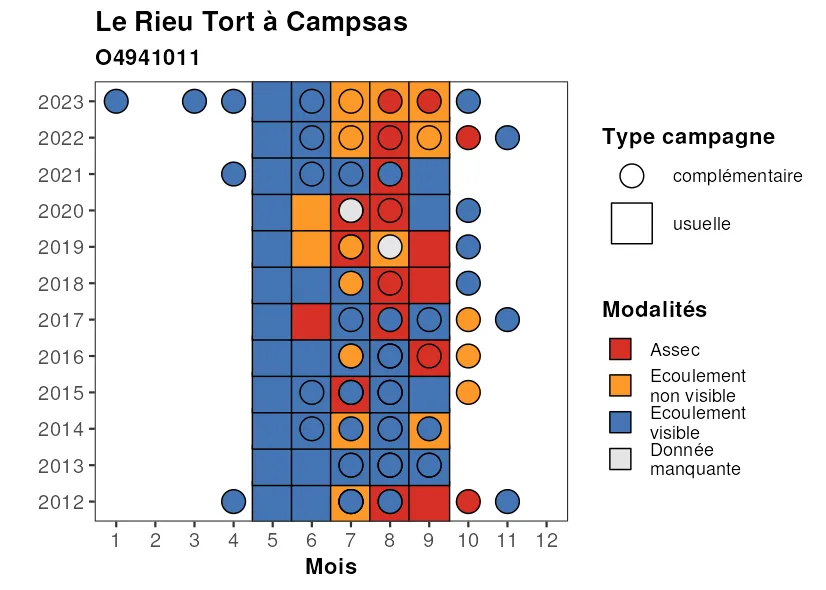 Le Rieu Tort à Campsas
O4941011
2023
2022
2021
2020
2019
2018
2017
2016
2015
2014
2013
2012
1 2 3 4 5 6 7 8 9 10 11 12
Mois
Type campagne
complémentaire
usuelle
Modalités
Assec
Ecoulement
non visible
Ecoulement
visible
Donnée
manquante